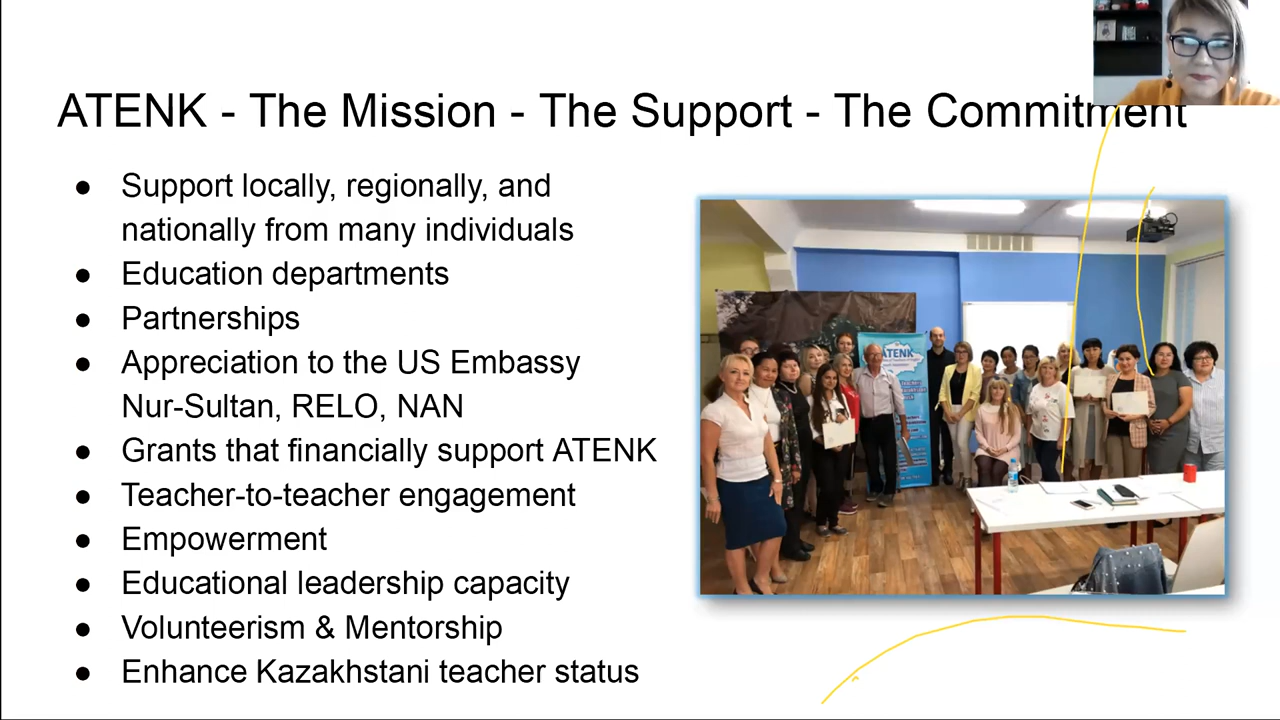 ATENK - The Mission - The Support - The Commitment
● Support locally, regionally, and
nationally from many individuals
● Education departments
● Partnerships
● Appreciation to the US Embassy
Nur-Sultan, RELO, NAN
● Grants that financially support ATENK
● Teacher-to-teacher engagement
● Empowerment
● Educational leadership capacity
● Volunteerism & Mentorship
● Enhance Kazakhstani teacher status
ATENK